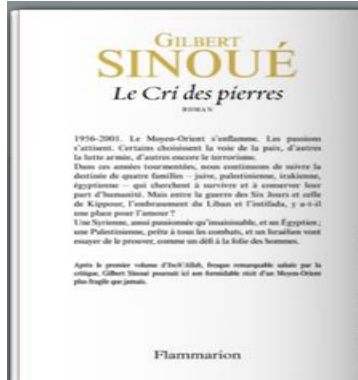 GILBERT
SINOUÉ
Le Cri des pierres
ROMAN
1956-2001. Le Moyen-Orient s'enflamme. Les passions
s'attisent. Certains choisissent la voie de la paix, d'autres
la lutte armée, d'autres encore le terrorisme.
Dans ces années tourmentées, nous continuons de suivre la
destinée de quatre familles – juive, palestinienne, irakienne,
égyptienne – qui cherchent à survivre et à conserver leur
part d'humanité. Mais entre la guerre des Six Jours et celle
de Kippour, l'embrasement du Liban et l'intifada, y a-t-il
une place pour l'amour ?
Une Syrienne, aussi passionnée qu'insaisissable, et un Égyptien ;
une Palestinienne, prête à tous les combats, et un Israélien vont
essayer de le prouver, comme un défi à la folie des hommes.
Après le premier volume d'Inch'Allah, fresque remarquable saluée par la
critique, Gilbert Sinoué poursuit ici son formidable récit d'un Moyen-Orient
plus fragile que jamais.
Flammarion